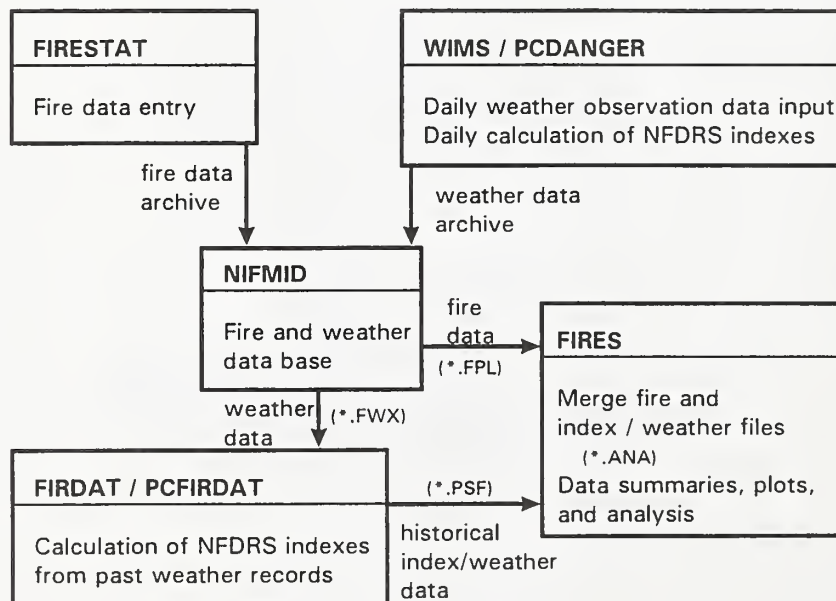 FIRESTAT
Fire data entry
WIMS / PCDANGER
Daily weather observation data input
Daily calculation of NFDRS indexes
fire data
archive
weather data
archive
NIFMID
Fire and weather
data base
fire
data
(*.FPL)
FIRES
Merge fire and
index / weather files
(*.ANA)
Data summaries, plots,
and analysis
weather
data
(*.FWX)
FIRDAT / PCFIRDAT
Calculation of NFDRS indexes
from past weather records
(*.PSF)
historical
index/weather
data